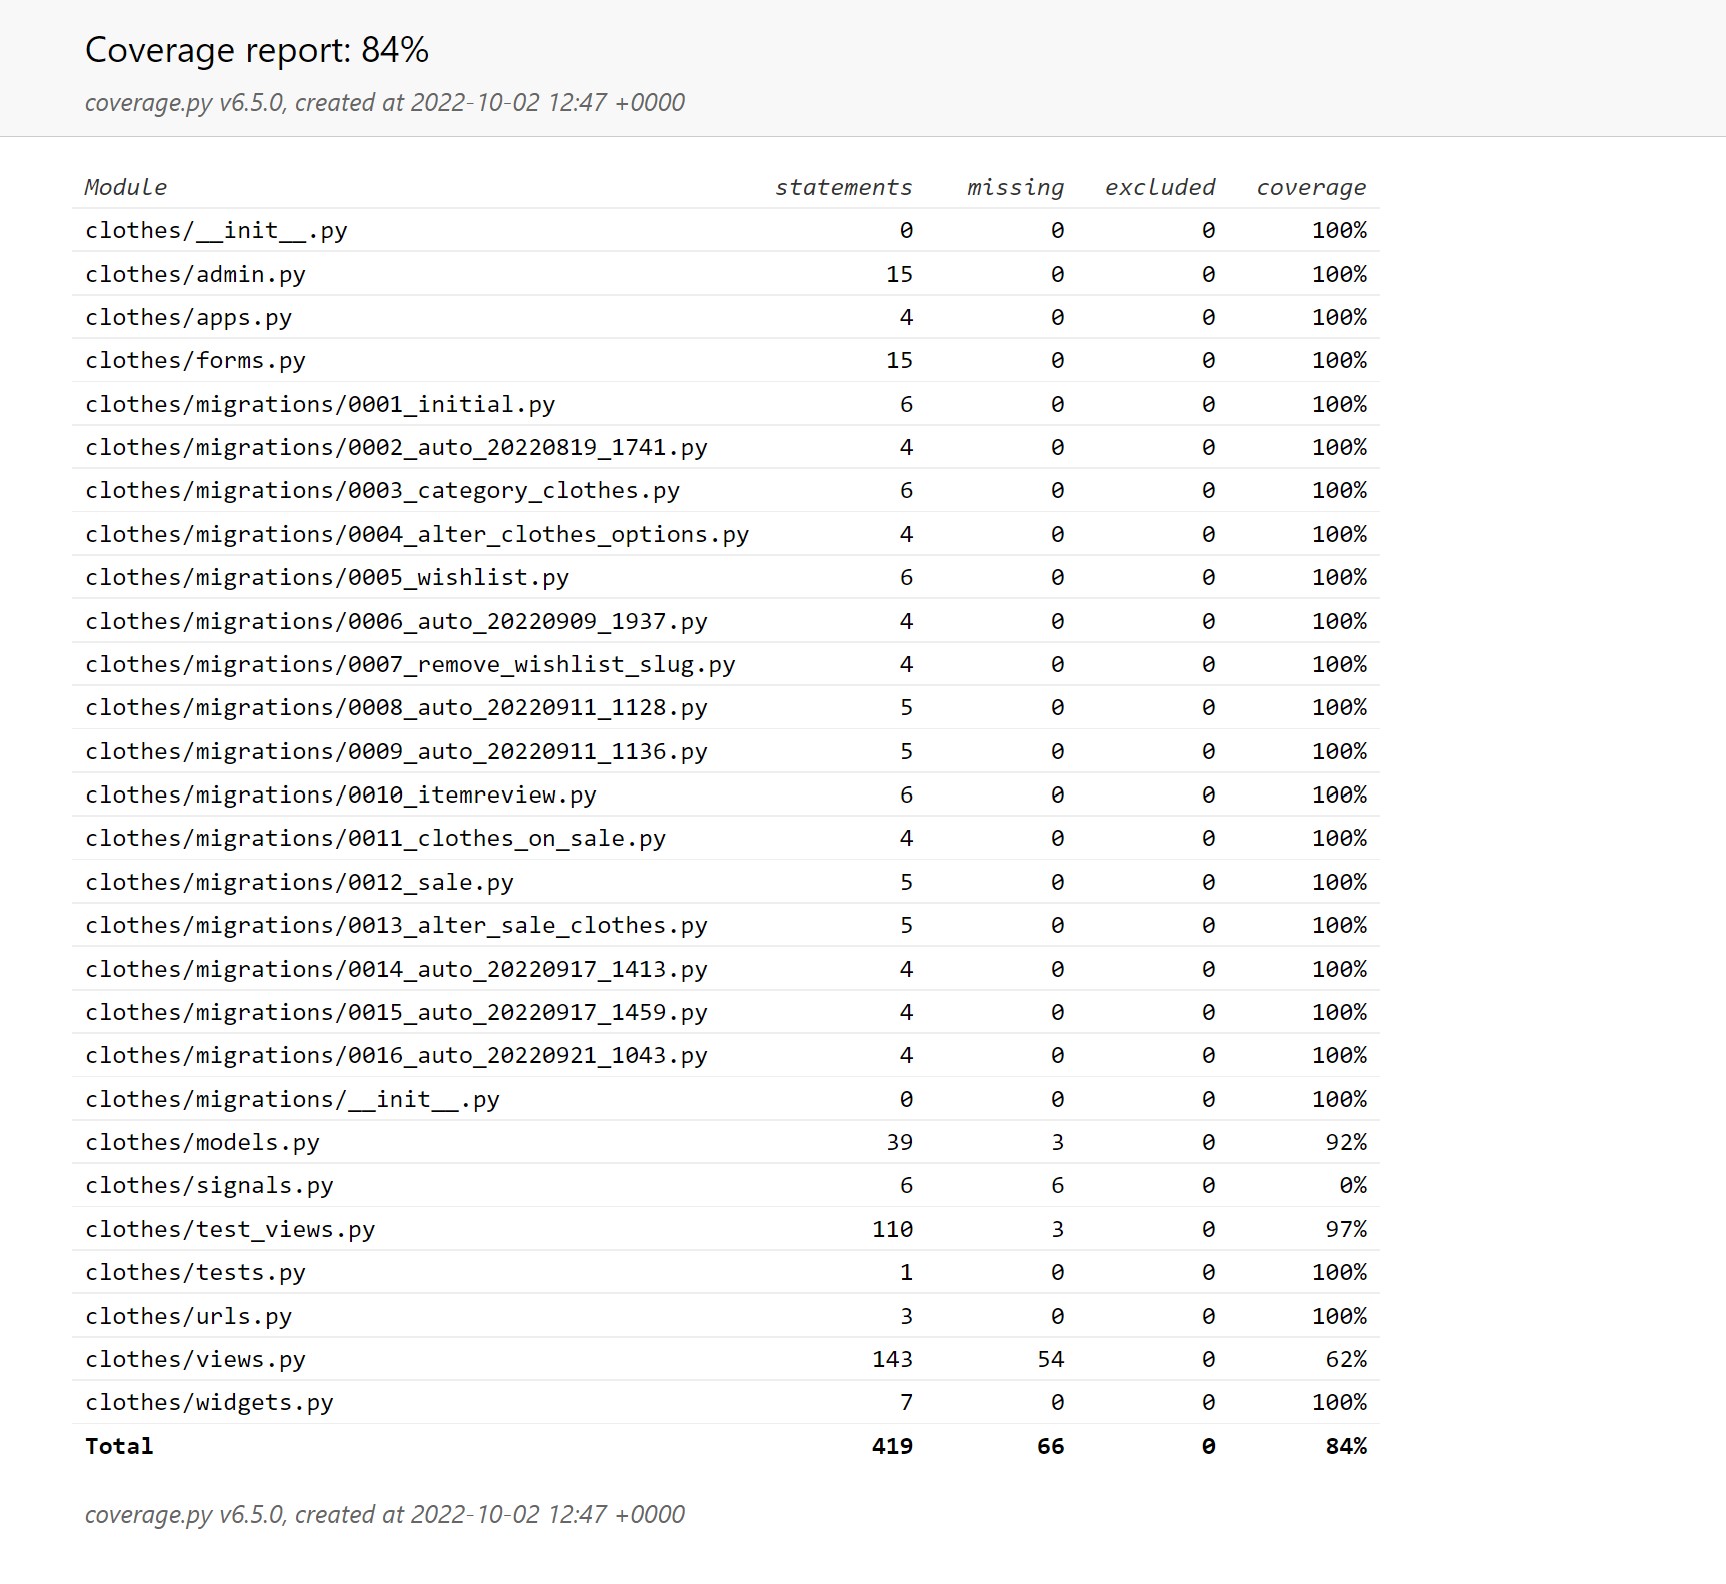 Coverage report: 84%
coverage.py v6.5.0, created at 2022-10-02 12:47 +0000
Module statements missing excluded coverage
clothes/__init__.py 0 0 0 100%
clothes/admin.py 15 0 0 100%
clothes/apps.py 4 0 0 100%
clothes/forms.py 15 0 0 100%
clothes/migrations/0001_initial.py 6 0 0 100%
clothes/migrations/0002_auto_20220819_1741.py 4 0 0 100%
clothes/migrations/0003_category_clothes.py 6 0 0 100%
clothes/migrations/0004_alter_clothes_options.py 4 0 0 100%
clothes/migrations/0005_wishlist.py 6 0 0 100%
clothes/migrations/0006_auto_20220909_1937.py 4 0 0 100%
clothes/migrations/0007_remove_wishlist_slug.py 4 0 0 100%
clothes/migrations/0008_auto_20220911_1128.py 5 0 0 100%
clothes/migrations/0009_auto_20220911_1136.py 5 0 0 100%
clothes/migrations/0010_itemreview.py 6 0 0 100%
clothes/migrations/0011_clothes_on_sale.py 4 0 0 100%
clothes/migrations/0012_sale.py 5 0 0 100%
clothes/migrations/0013_alter_sale_clothes.py 5 0 0 100%
clothes/migrations/0014_auto_20220917_1413.py 4 0 0 100%
clothes/migrations/0015_auto_20220917_1459.py 4 0 0 100%
clothes/migrations/0016_auto_20220921_1043.py 4 0 0 100%
clothes/migrations/__init__.py 0 0 0 100%
clothes/models.py 39 3 0 92%
clothes/signals.py 6 6 0 0%
clothes/test_views.py 110 3 0 97%
clothes/tests.py 1 0 0 100%
clothes/urls.py 3 0 0 100%
clothes/views.py 143 54 0 62%
clothes/widgets.py 7 0 0 100%
Total 419 66 0 84%
coverage.py v6.5.0, created at 2022-10-02 12:47 +0000